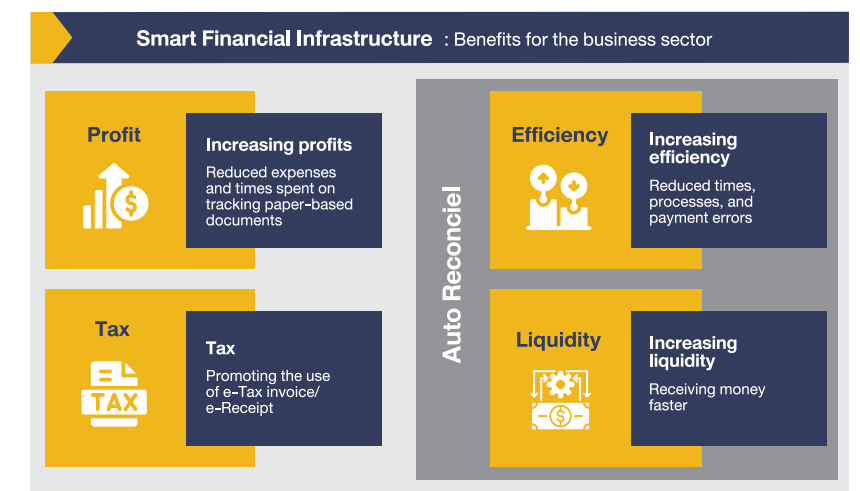 Smart Financial Infrastructure : Benefits for the business sector
Profit
Increasing profits
Reduced expenses
and times spent on
tracking paper-based
documents
$
Tax
TAX
Tax
Promoting the use
of e-Tax invoice/
e-Receipt
Auto Reconciel
Efficiency
Increasing
efficiency
Reduced times,
processes, and
payment errors
Liquidity
$
Increasing
liquidity
Receiving money
faster